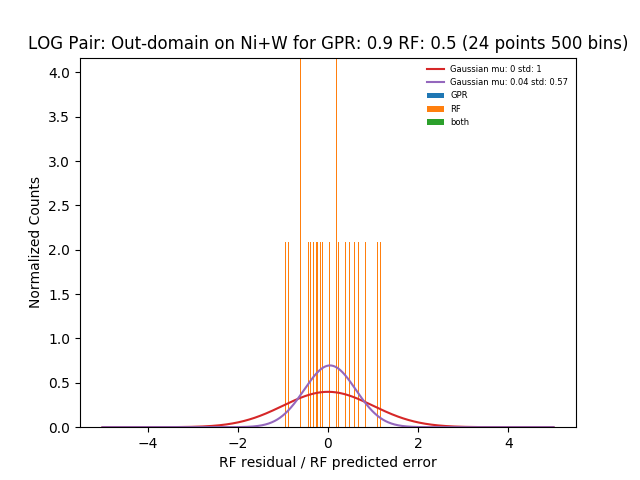 LOG Pair: Out-domain on Ni+W for GPR: 0.9 RF: 0.5 (24 points 500 bins)
Gaussian mu: 0 std: 1
Gaussian mu: 0.04 std: 0.57
GPR
RF
both
Normalized Counts
4.0
3.5
3.0
2.5
2.0
1.5
1.0
0.5
0.0
−4 −2 0 2 4
RF residual / RF predicted error